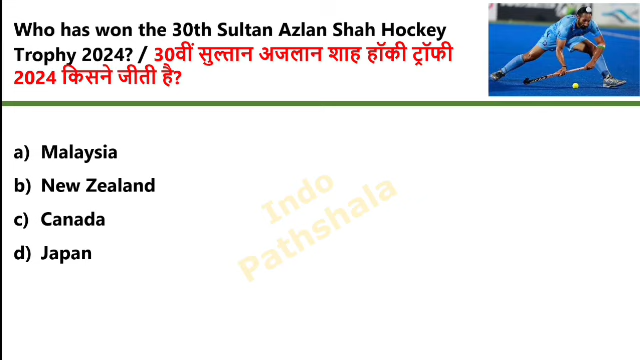 Who has won the 30th Sultan Azlan Shah Hockey
Trophy 2024? / 30वीं सुल्तान अजलान शाह हॉकी ट्रॉफी
2024 किसने जीती है?
a) Malaysia
b) New Zealand
c) Canada
d) Japan
Indo
Pathshala